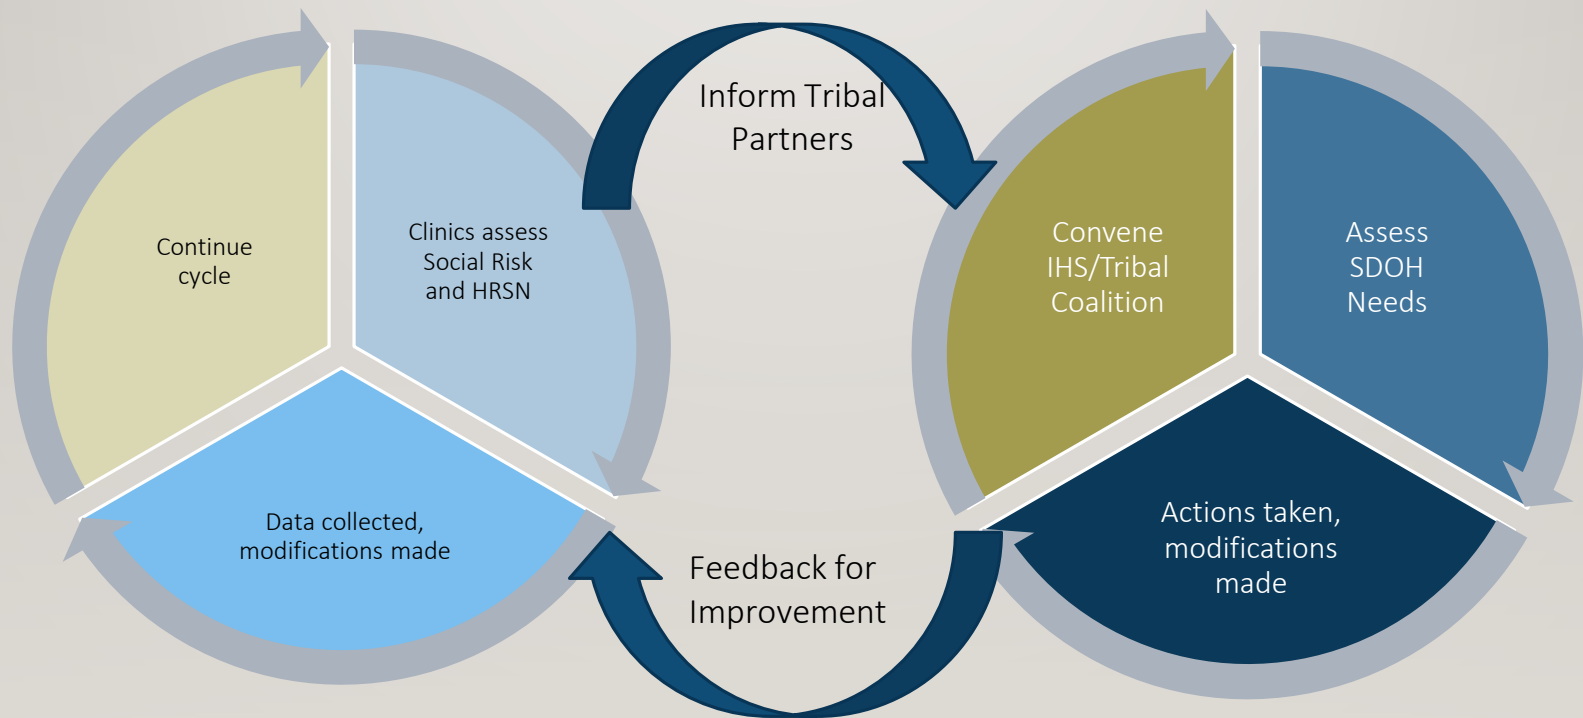 Continue
cycle
Clinics assess
Social Risk
and HRSN
Data collected,
modifications made
Inform Tribal
Partners
Feedback for
Improvement
Convene
IHS/Tribal
Coalition
Assess
SDOH
Needs
Actions taken,
modifications
made